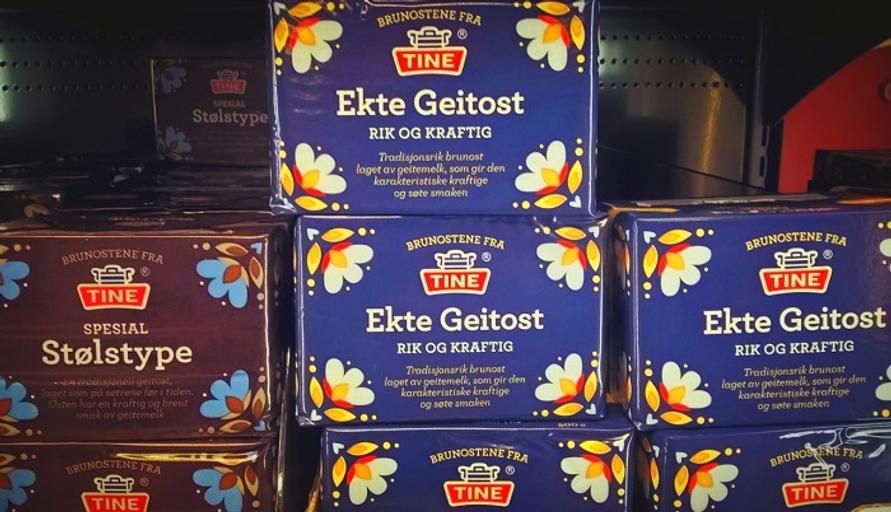 BRUNOSTENE FRA
TINE®
Ekte Geitost
RIK OG KRAFTIG
Tradisjonsrik brunost
laget av geitemelk, som gir den
karakteristiske kraftige
og søte smaken
TINE
SPESIAL
Stølstype
BRUNOSTENE FRA
TINE®
SPESIAL
Stølstype
En tradisjonell geitost,
laget som på setrene før i tiden.
Osten har en kraftig og brent
smak av geitemelk
BRUNOSTENE FRA
TINE®
Ekte Geitost
RIK OG KRAFTIG
Tradisjonsrik brunost
laget av geitemelk, som gir den
karakteristiske kraftige
og søte smaken
BRUNOSTENE FRA
TINE®
Ekte Geitost
RIK OG KRAFTIG
Tradisjonsrik brunost
laget av geitemelk, som gir den
karakteristiske kraftige
og søte smaken
BRUNOSTENE FRA
TINE®
500 g
BRUNOSTENE FRA
TINE®
BRUNOSTENE FRA
TINE®